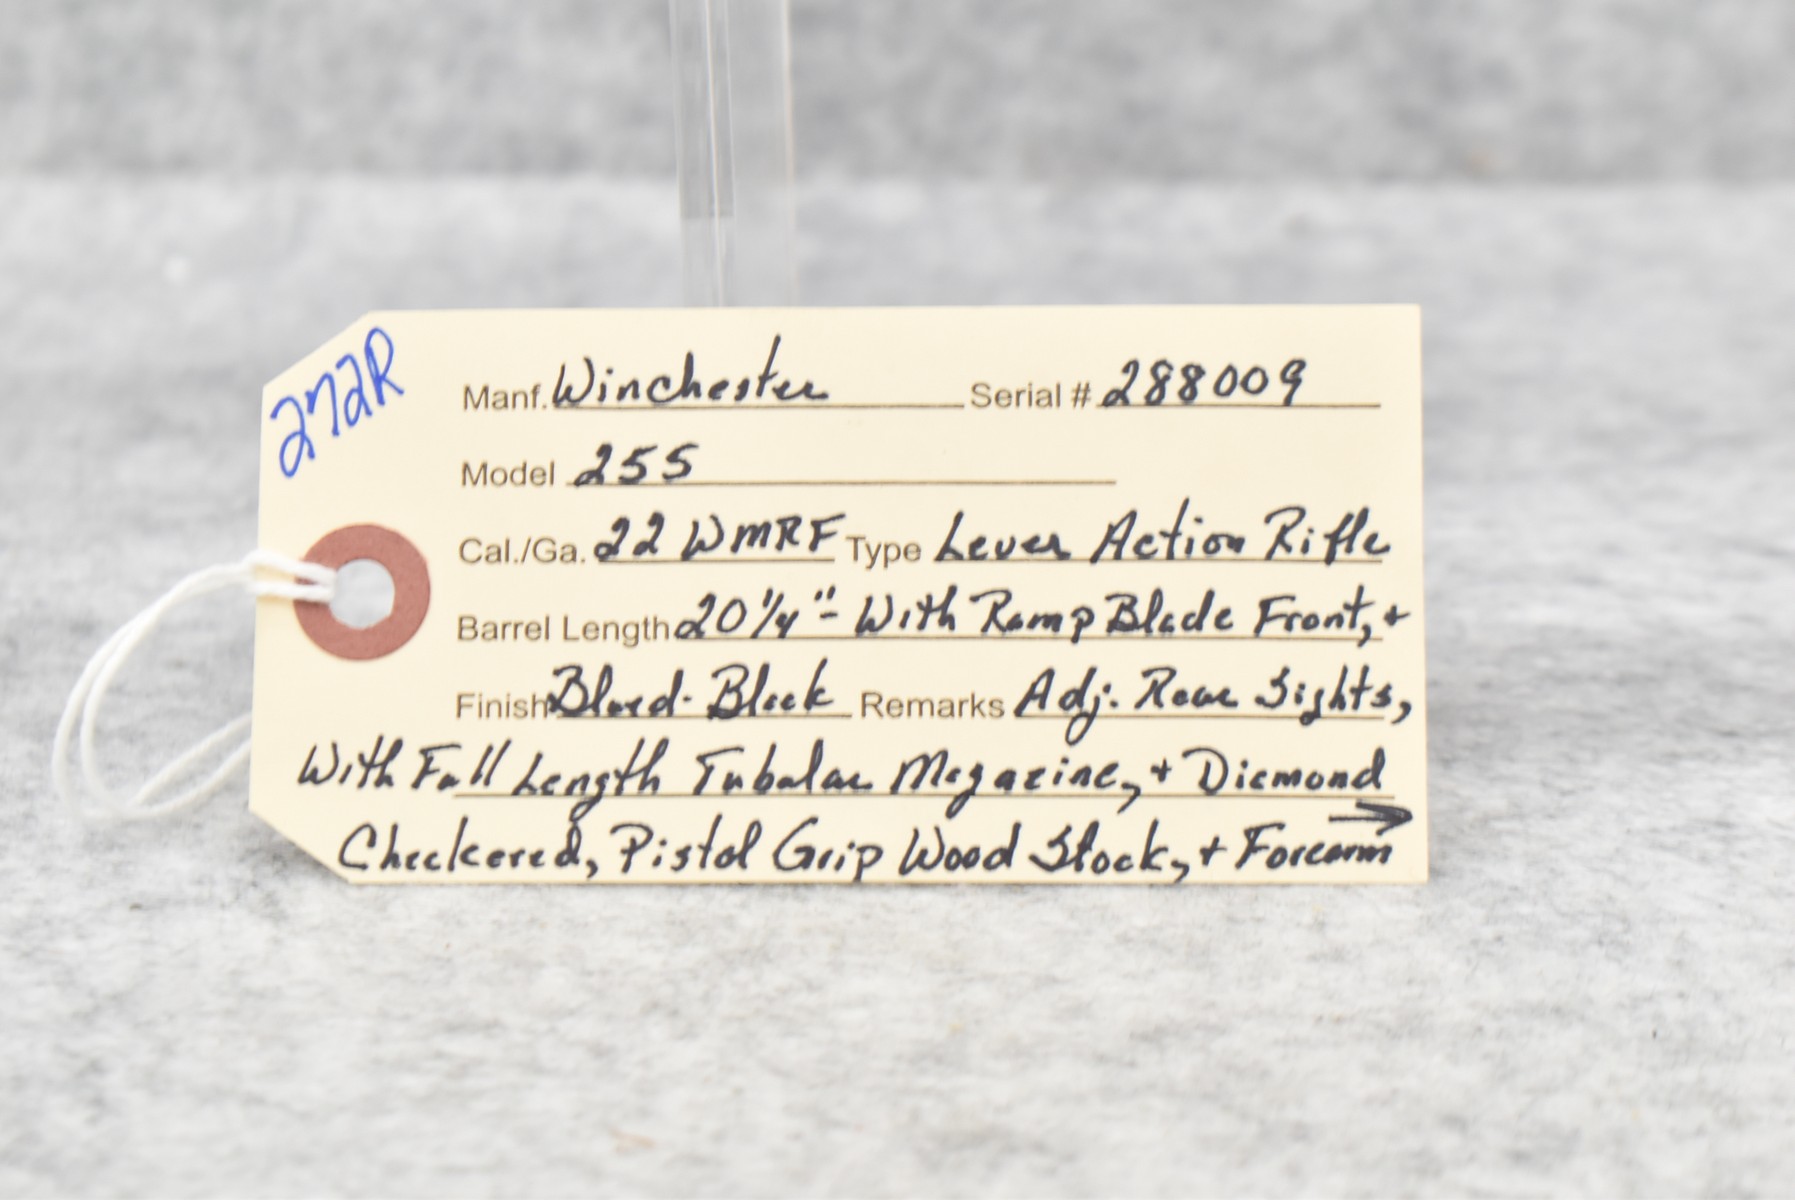 272R
Manf. Winchester Serial # 288009
Model 255
Cal./Ga. 22 WMRF Type Lever Action Rifle
Barrel Length 20 1/4" - With Ramp Blade Front, +
Finish Blued-Black Remarks Adj. Rear Sights,
With Full Length Tubular Magazine, + Diamond
Checkered, Pistol Grip Wood Stock, + Forearm →